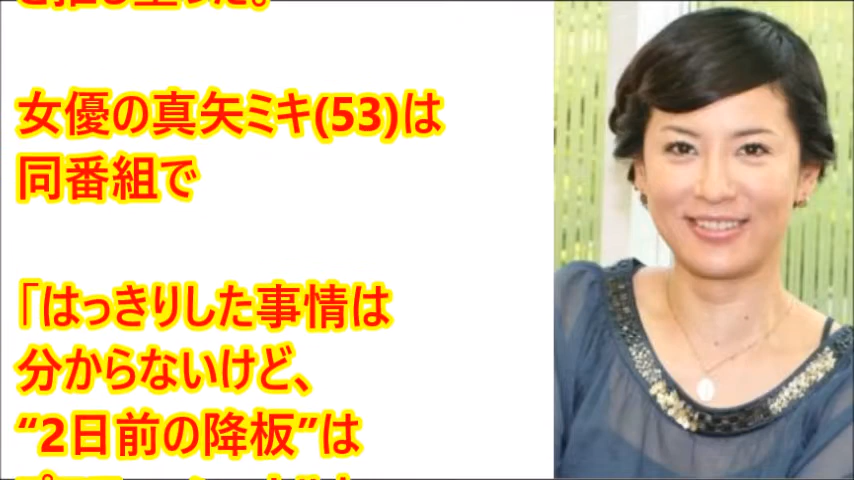 女優の真矢ミキ(53)は
同番組で
「はっきりした事情は
分からないけど、
“2日前の降板”は